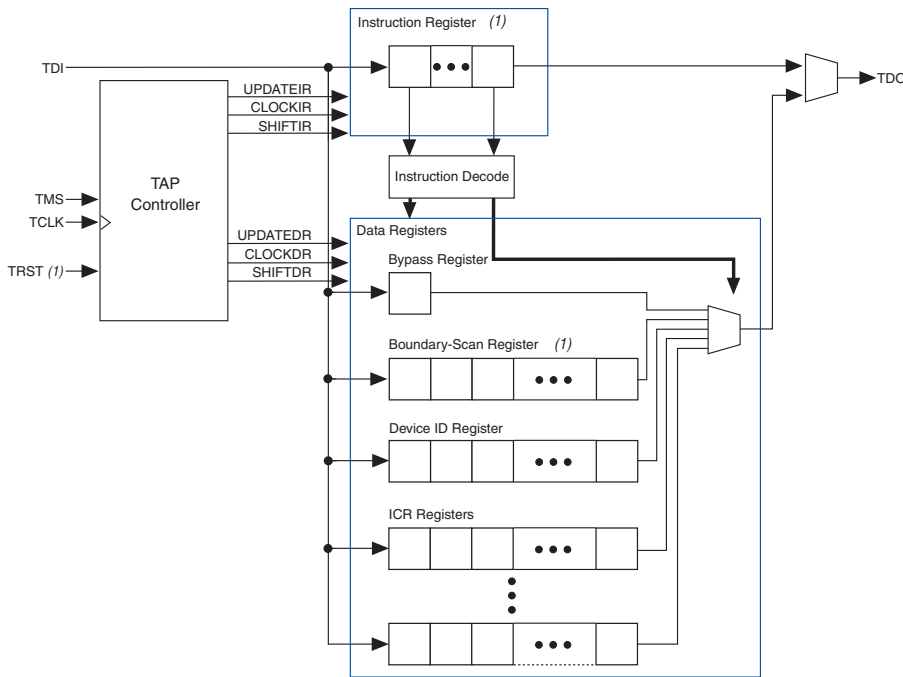 Instruction Register (1)
TDI
TDO
UPDATEIR
CLOCKIR
SHIFTIR
TAP
Controller
Instruction Decode
TMS
TCLK
TRST (1)
UPDATEDR
CLOCKDR
SHIFTDR
Data Registers
Bypass Register
Boundary-Scan Register (1)
Device ID Register
ICR Registers